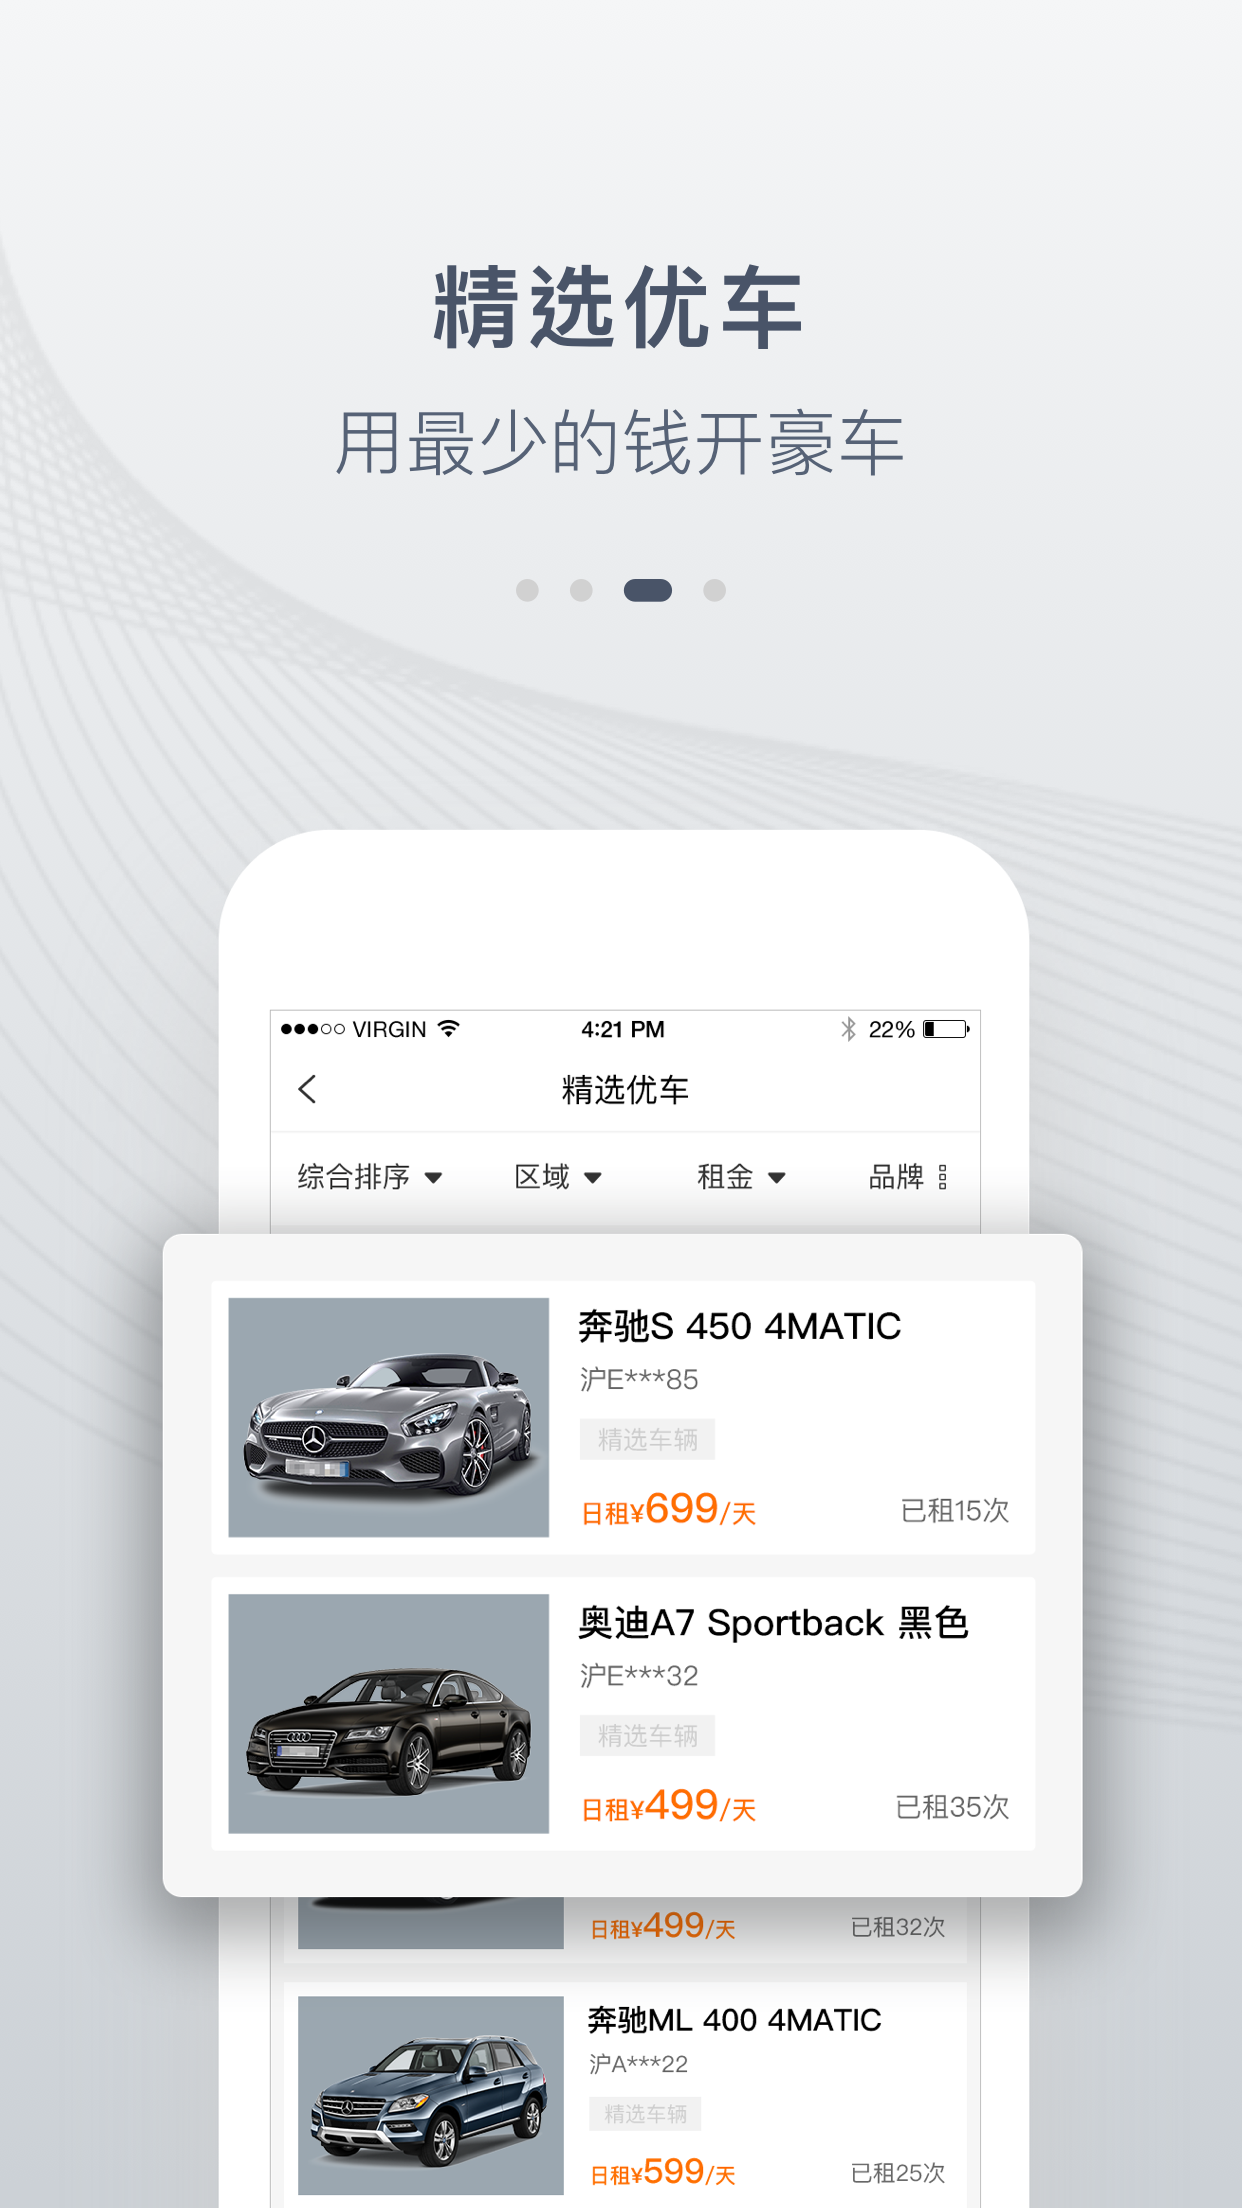 精选优车
用最少的钱开豪车
VIRGIN 4:21 PM 22%
精选优车
综合排序 区域 租金 品牌
奔驰S 450 4MATIC
沪E***85
精选车辆
日租¥699/天 已租15次
奥迪A7 Sportback 黑色
沪E***32
精选车辆
日租¥499/天 已租35次
日租¥499/天 已租32次
奔驰ML 400 4MATIC
沪A***22
精选车辆
日租¥599/天 已租25次